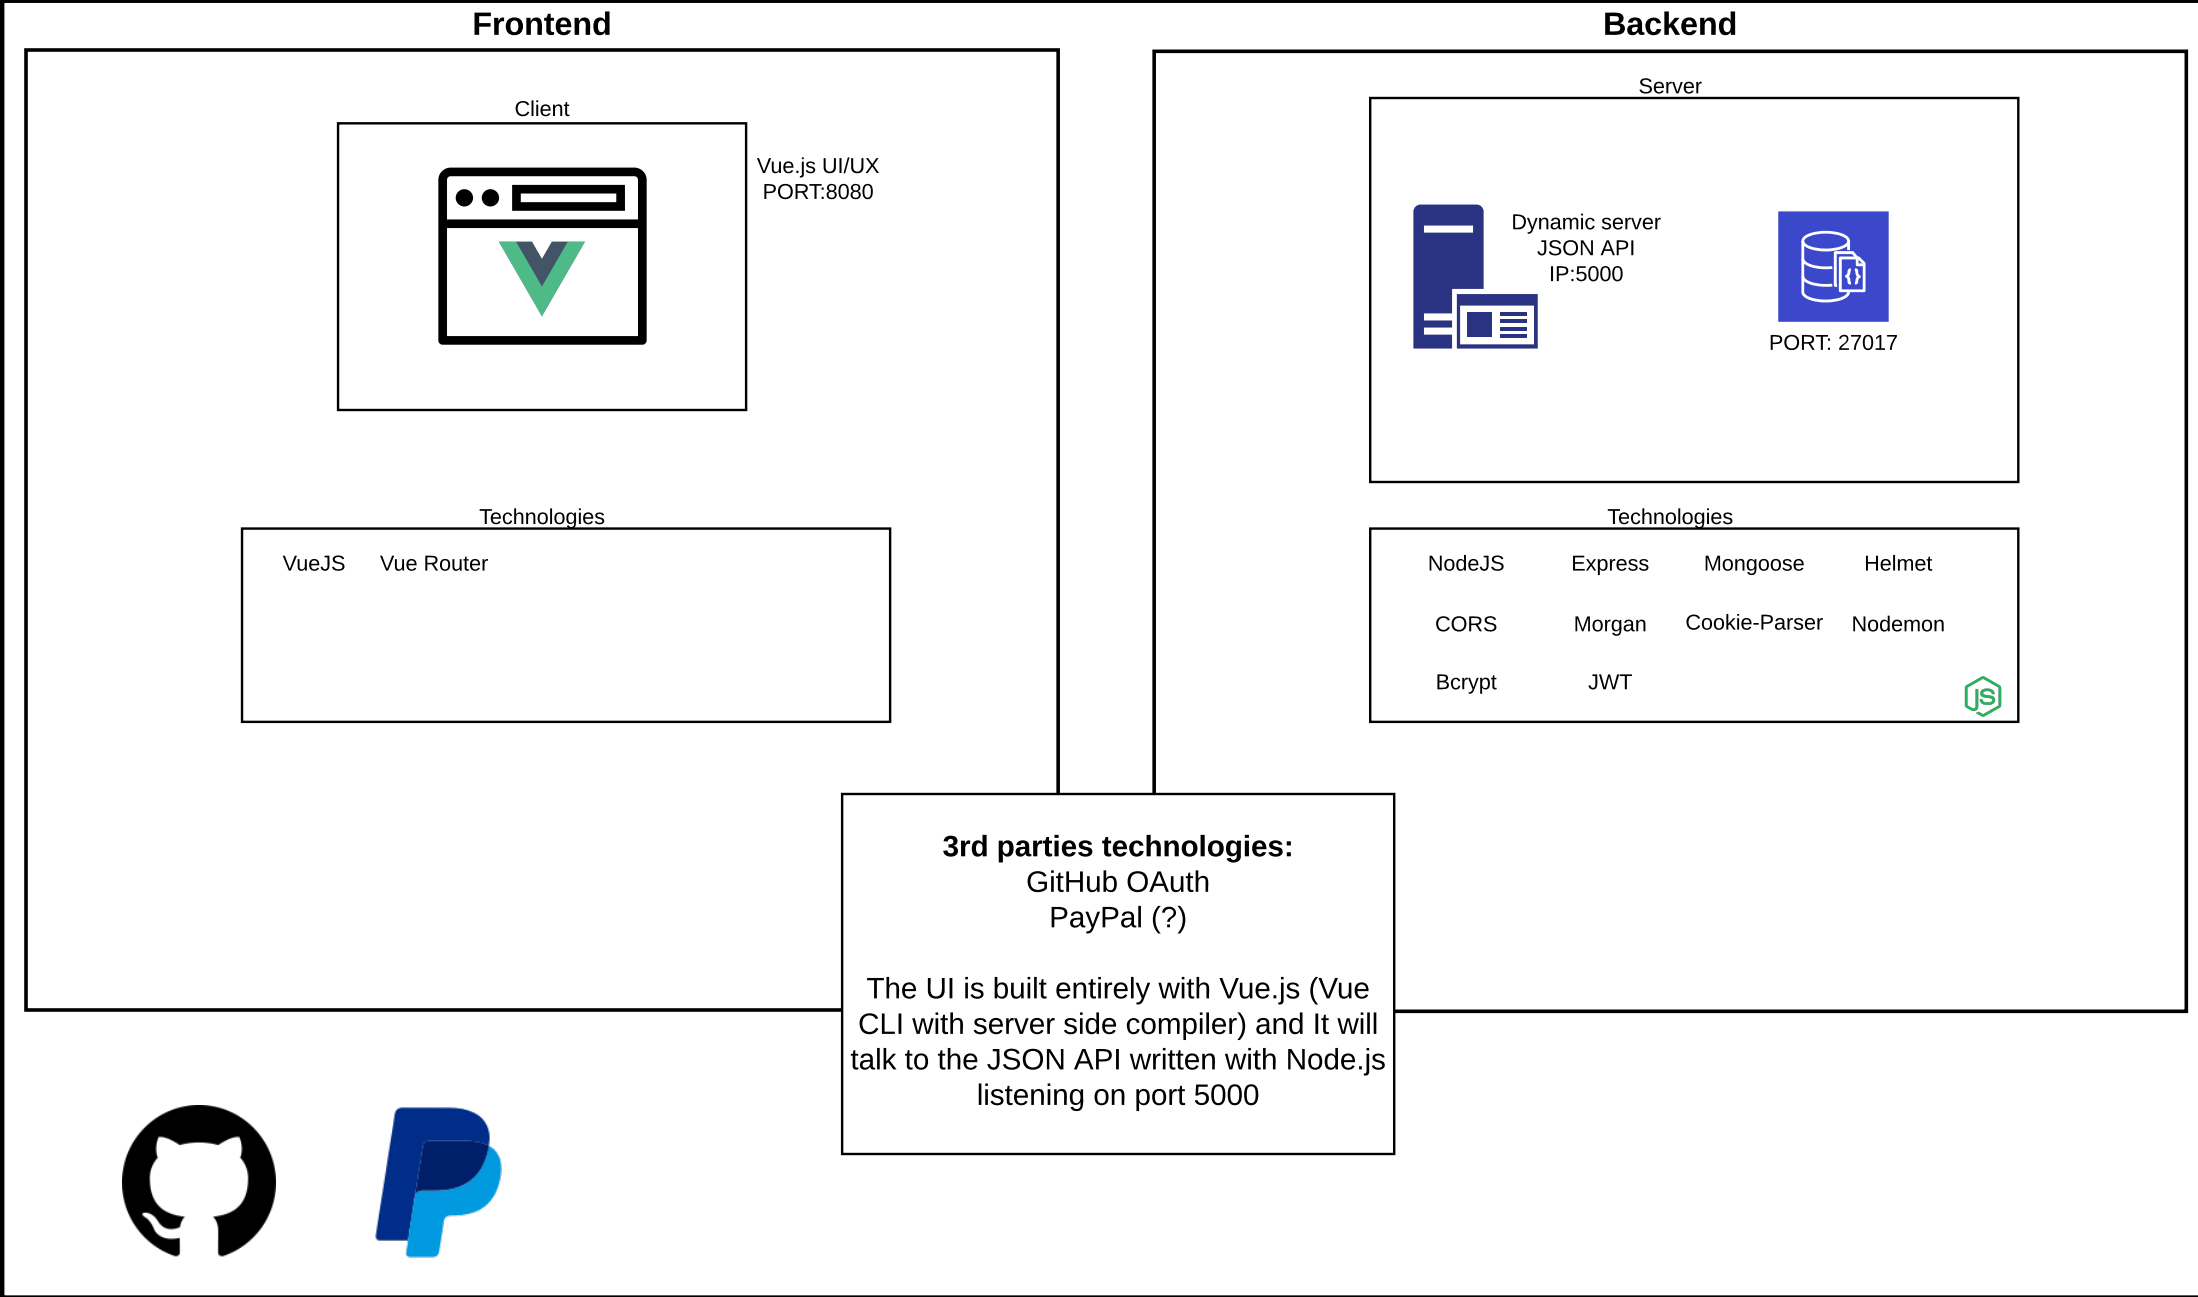 Frontend
Client
Vue.js UI/UX
PORT:8080
Technologies
VueJS Vue Router
Backend
Server
Dynamic server
JSON API
IP:5000
PORT: 27017
Technologies
NodeJS Express Mongoose Helmet
CORS Morgan Cookie-Parser Nodemon
Bcrypt JWT
JS
3rd parties technologies:
GitHub OAuth
PayPal (?)
The UI is built entirely with Vue.js (Vue
CLI with server side compiler) and It will
talk to the JSON API written with Node.js
listening on port 5000